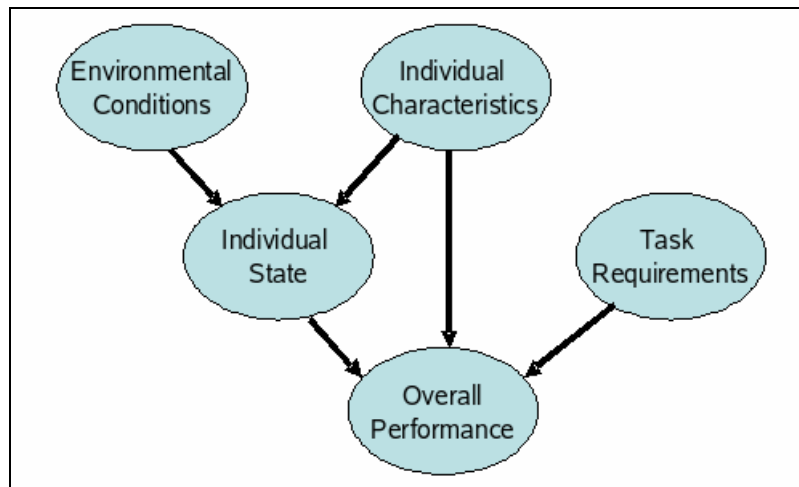 Environmental
Conditions
Individual
Characteristics
Individual
State
Task
Requirements
Overall
Performance